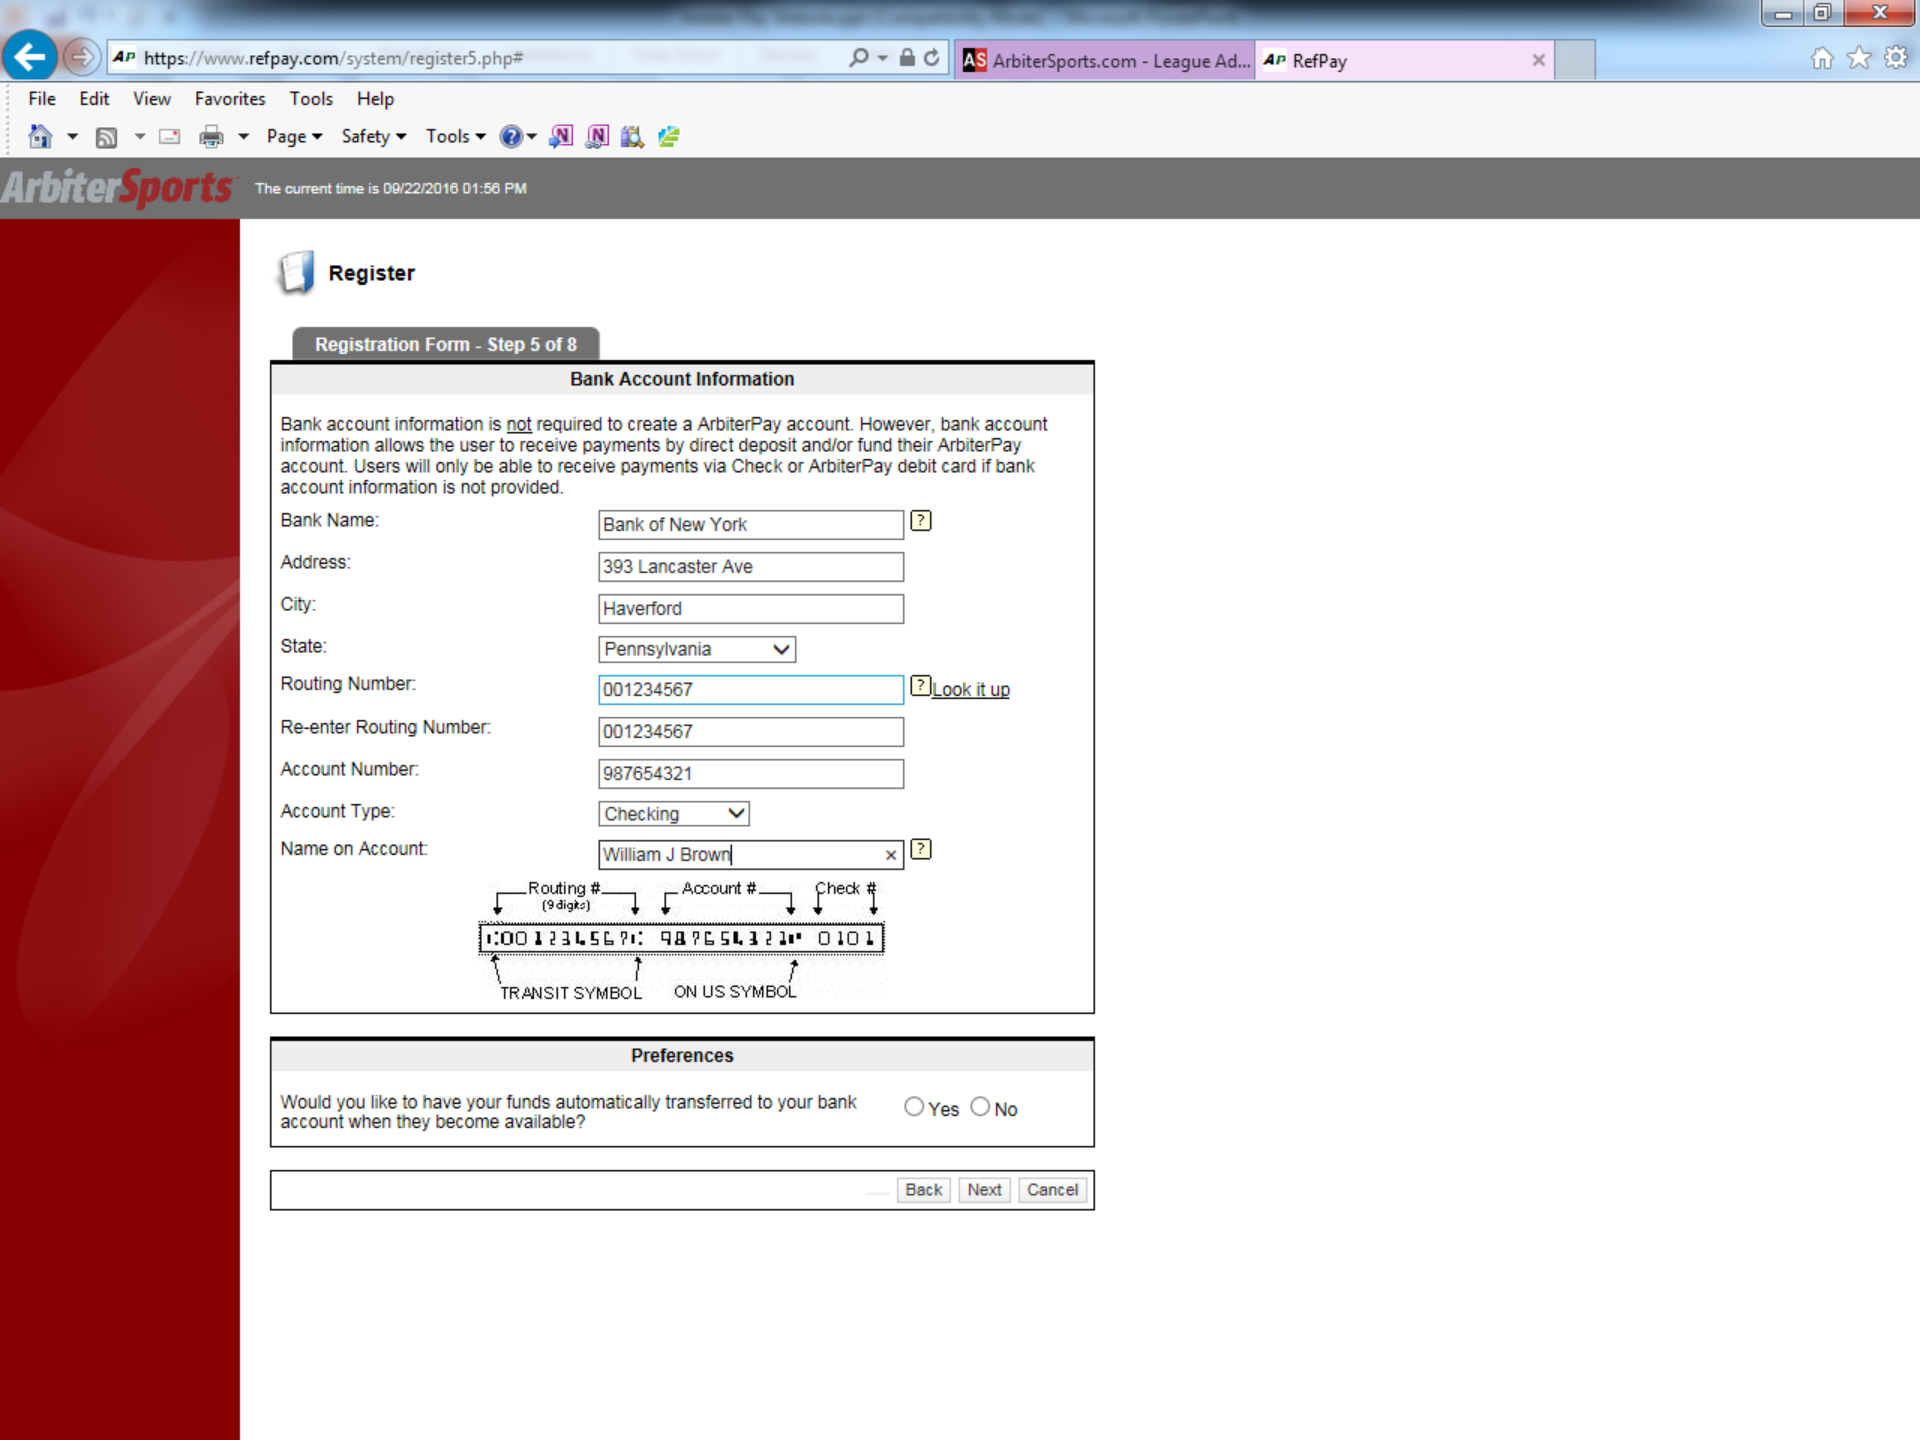 https://www.refpay.com/system/register5.php#
AS ArbiterSports.com - League Ad...
AP RefPay
File Edit View Favorites Tools Help
Page Safety Tools
ArbiterSports The current time is 09/22/2016 01:56 PM
Register
Registration Form - Step 5 of 8
Bank Account Information
Bank account information is not required to create a ArbiterPay account. However, bank account
information allows the user to receive payments by direct deposit and/or fund their ArbiterPay
account. Users will only be able to receive payments via Check or ArbiterPay debit card if bank
account information is not provided.
Bank Name: Bank of New York ?
Address: 393 Lancaster Ave
City: Haverford
State: Pennsylvania
Routing Number: 001234567 ? Look it up
Re-enter Routing Number: 001234567
Account Number: 987654321
Account Type: Checking
Name on Account: William J Brown × ?
Routing # Account # Check #
(9 digits)
⑆001234567⑆ 987654321⑈ 0101
TRANSIT SYMBOL ON US SYMBOL
Preferences
Would you like to have your funds automatically transferred to your bank
account when they become available? Yes No
Back Next Cancel